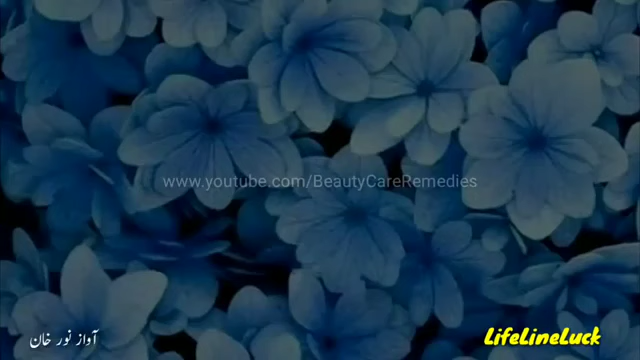 www.youtube.com/BeautyCareRemedies
آواز نور خان
LifeLineLuck